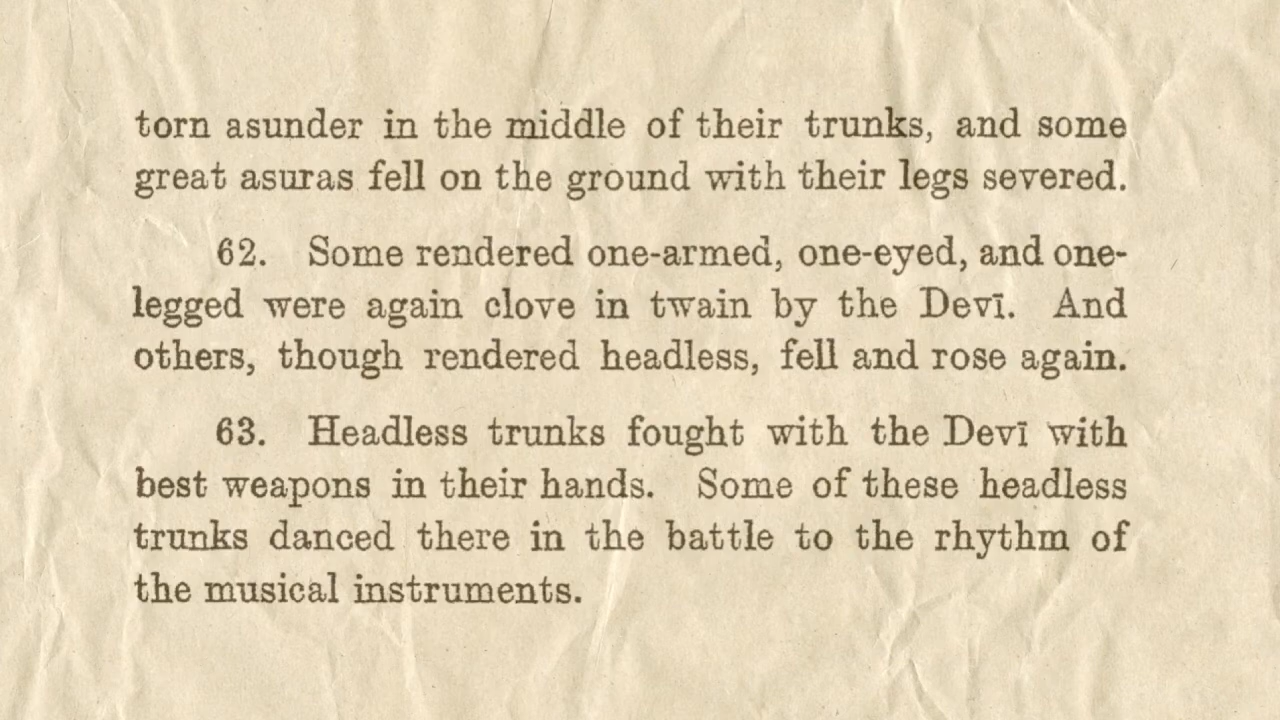 torn asunder in the middle of their trunks, and some
great asuras fell on the ground with their legs severed.
62. Some rendered one-armed, one-eyed, and one-
legged were again clove in twain by the Devī. And
others, though rendered headless, fell and rose again.
63. Headless trunks fought with the Devī with
best weapons in their hands. Some of these headless
trunks danced there in the battle to the rhythm of
the musical instruments.